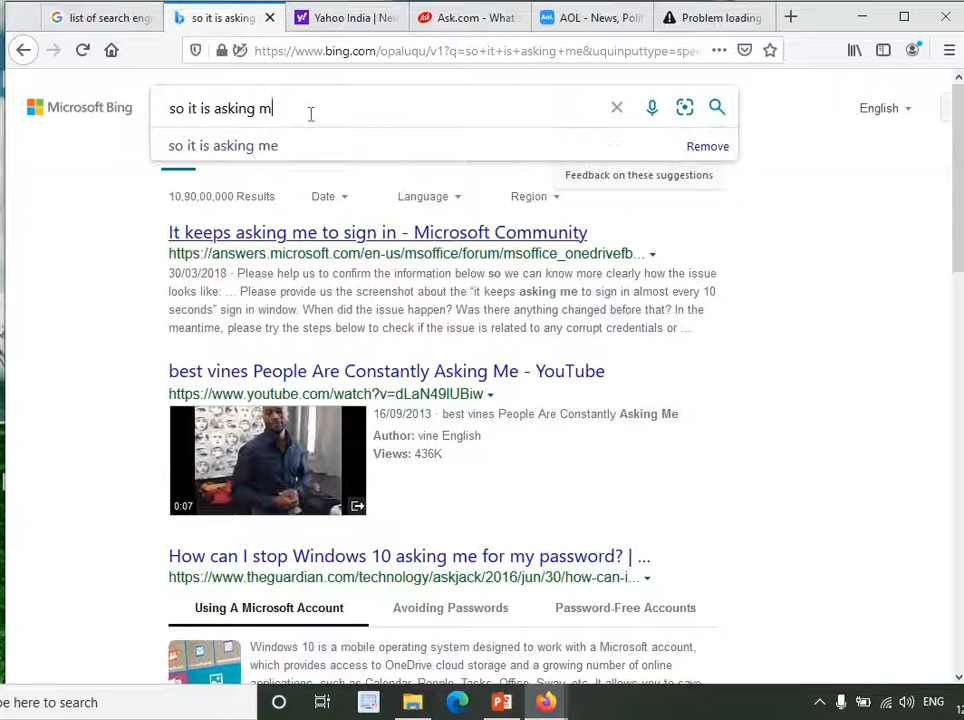 list of search eng
so it is asking
Yahoo India | Nev
Ask.com - What's
AOL - News, Poli
Problem loading
https://www.bing.com/opaluqu/v1?q=so+it+is+asking+me&uquinputtype=spee
Microsoft Bing
so it is asking m
English
so it is asking me
Remove
Feedback on these suggestions
10,90,00,000 Results
Date
Language
Region
It keeps asking me to sign in - Microsoft Community
https://answers.microsoft.com/en-us/msoffice/forum/msoffice_onedrivefb...
30/03/2018 · Please help us to confirm the information below so we can know more clearly how the issue
looks like: ... Please provide us the screenshot about the “it keeps asking me to sign in almost every 10
seconds” sign in window. When did the issue happen? Was there anything changed before that? In the
meantime, please try the steps below to check if the issue is related to any corrupt credentials or ...
best vines People Are Constantly Asking Me - YouTube
https://www.youtube.com/watch?v=dLaN49lUBiw
16/09/2013 · best vines People Are Constantly Asking Me
Author: vine English
Views: 436K
0:07
How can I stop Windows 10 asking me for my password? | ...
https://www.theguardian.com/technology/askjack/2016/jun/30/how-can-i-...
Using A Microsoft Account
Avoiding Passwords
Password-Free Accounts
Windows 10 is a mobile operating system designed to work with a Microsoft account,
which provides access to OneDrive cloud storage and a growing number of online
applications, such as Calendar, People, Tasks, Office, Sway, etc. It allows you to sync
pe here to search
ENG
12